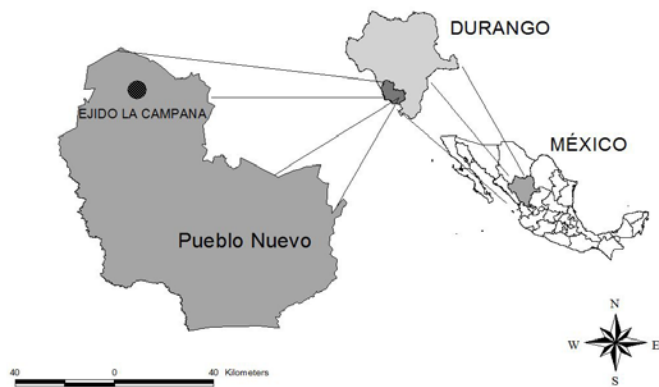 DURANGO
EJIDO LA CAMPANA
MÉXICO
Pueblo Nuevo
N
W E
S
40 0 40 Kilometers